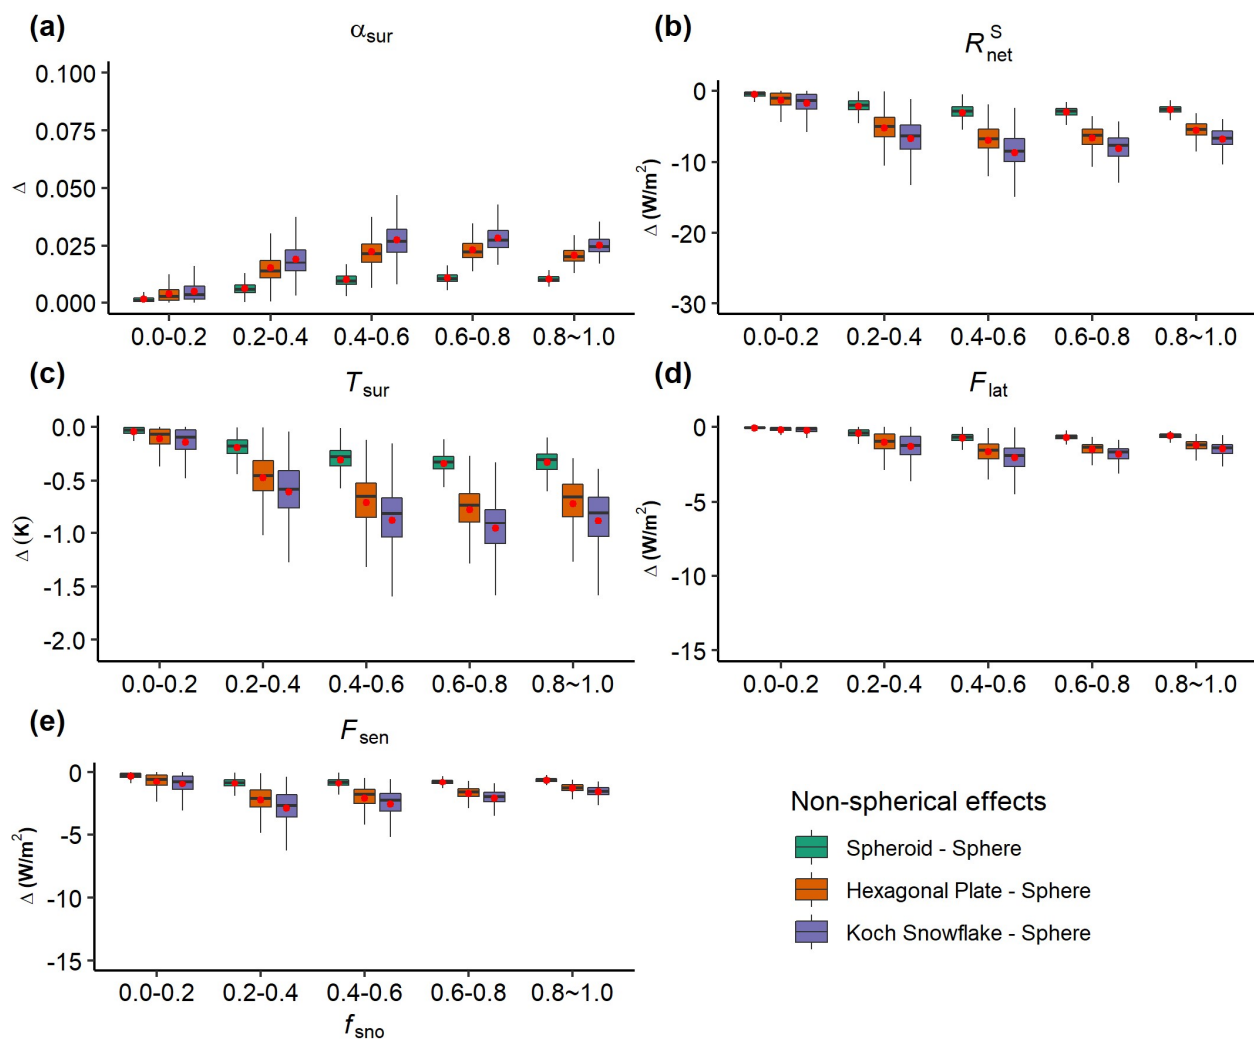 (a)
α_sur
Δ
0.100
0.075
0.050
0.025
0.000
0.0-0.2 0.2-0.4 0.4-0.6 0.6-0.8 0.8~1.0
(b)
R^S_net
Δ (W/m²)
0
-10
-20
-30
0.0-0.2 0.2-0.4 0.4-0.6 0.6-0.8 0.8~1.0
(c)
T_sur
Δ (K)
0.0
-0.5
-1.0
-1.5
-2.0
0.0-0.2 0.2-0.4 0.4-0.6 0.6-0.8 0.8~1.0
(d)
F_lat
Δ (W/m²)
0
-5
-10
-15
0.0-0.2 0.2-0.4 0.4-0.6 0.6-0.8 0.8~1.0
(e)
F_sen
Δ (W/m²)
0
-5
-10
-15
0.0-0.2 0.2-0.4 0.4-0.6 0.6-0.8 0.8~1.0
f_sno
Non-spherical effects
Spheroid - Sphere
Hexagonal Plate - Sphere
Koch Snowflake - Sphere